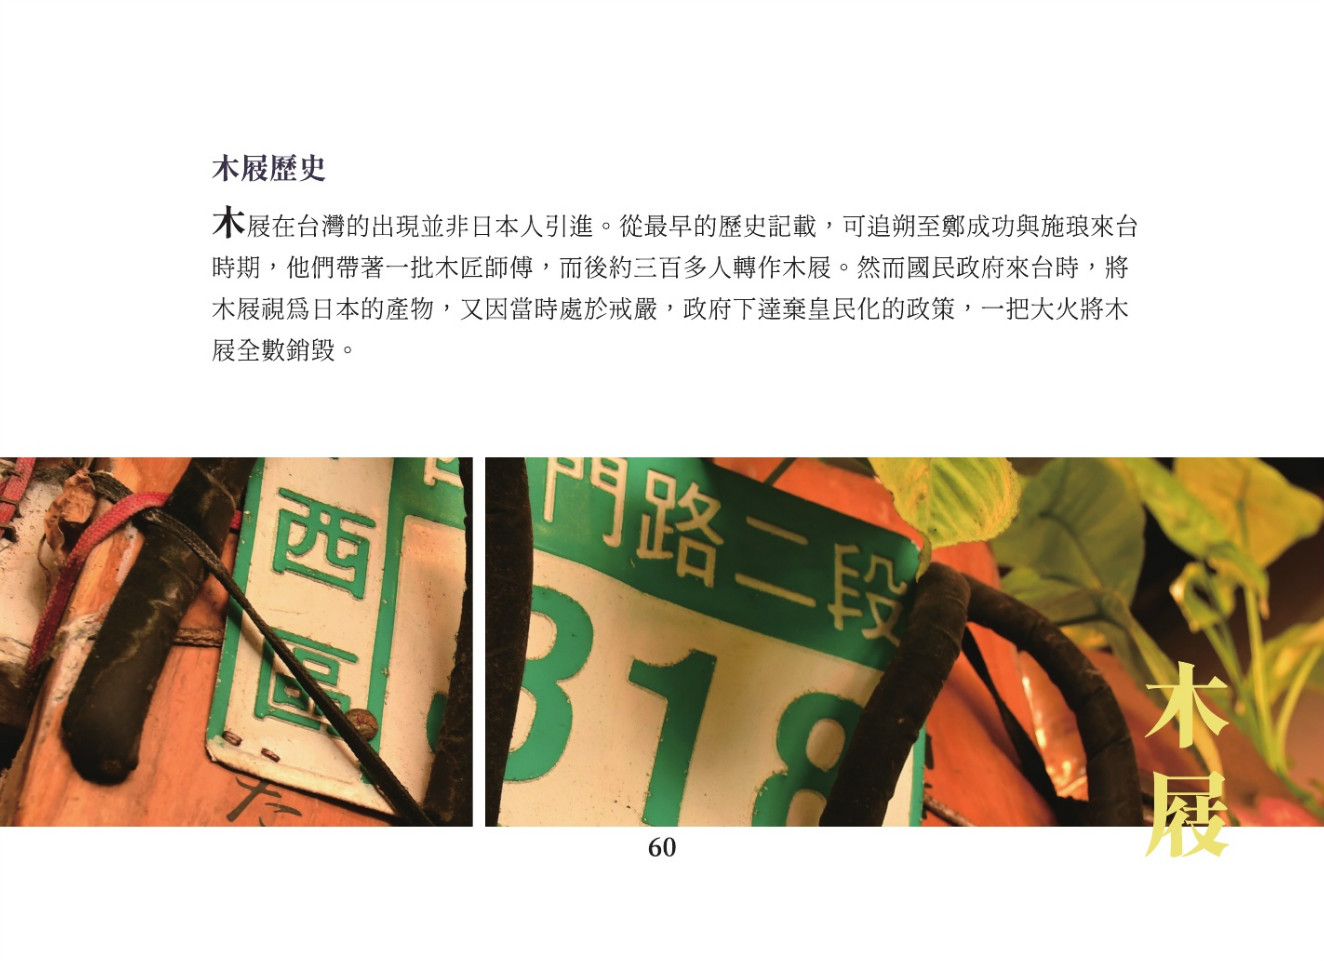 木屐歷史
木屐在台灣的出現並非日本人引進。從最早的歷史記載，可追朔至鄭成功與施琅來台
時期，他們帶著一批木匠師傅，而後約三百多人轉作木屐。然而國民政府來台時，將
木屐視爲日本的產物，又因當時處於戒嚴，政府下達棄皇民化的政策，一把大火將木
屐全數銷毀。
西區
門路二段
318
木屐
60